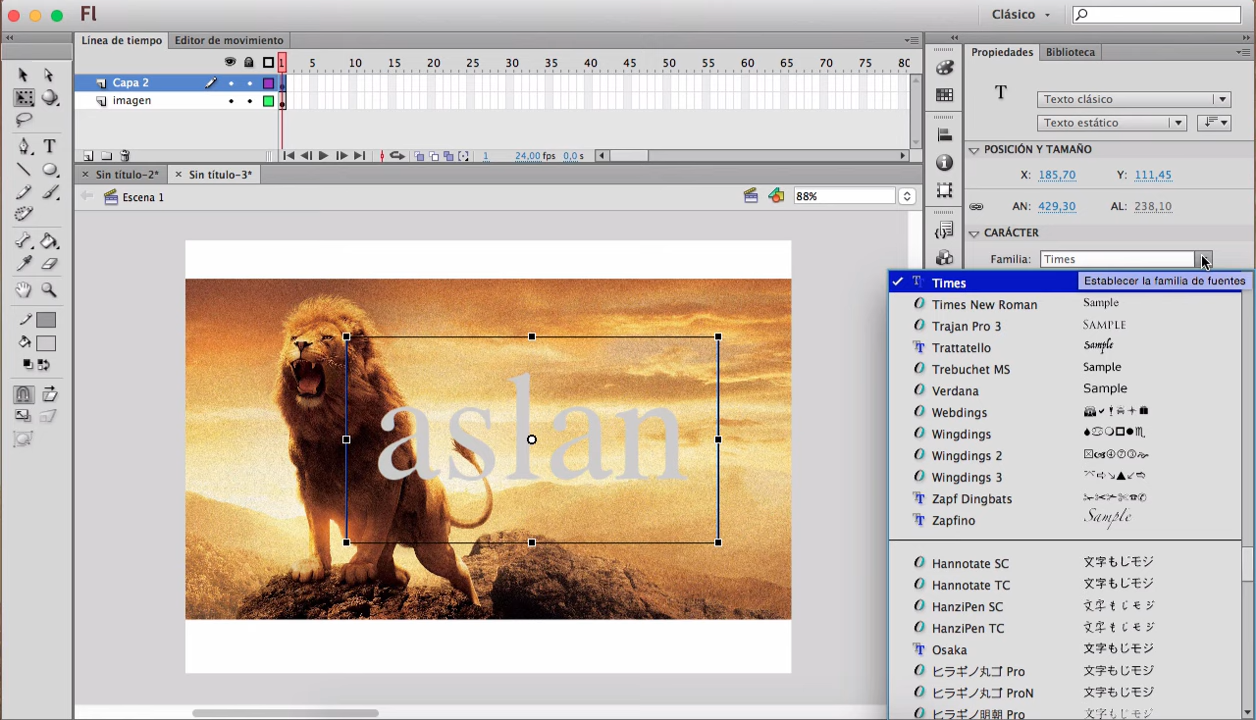 Fl
Clásico
Línea de tiempo
Editor de movimiento
1 5 10 15 20 25 30 35 40 45 50 55 60 65 70 75 80
Capa 2
imagen
1 24,00 fps 0,0 s
Sin título-2*
Sin título-3*
Escena 1
88%
aslan
Propiedades
Biblioteca
T
Texto clásico
Texto estático
POSICIÓN Y TAMAÑO
X: 185,70 Y: 111,45
AN: 429,30 AL: 238,10
CARÁCTER
Familia: Times
Times
Establecer la familia de fuentes
Times New Roman Sample
Trajan Pro 3 SAMPLE
Trattatello Sample
Trebuchet MS Sample
Verdana Sample
Webdings
Wingdings
Wingdings 2
Wingdings 3
Zapf Dingbats
Zapfino Sample
Hannotate SC 文字もじモジ
Hannotate TC 文字もじモジ
HanziPen SC 文字もじモジ
HanziPen TC 文字もじモジ
Osaka 文字もじモジ
ヒラギノ丸ゴ Pro 文字もじモジ
ヒラギノ丸ゴ ProN 文字もじモジ
ヒラギノ明朝 Pro 文字もじモジ